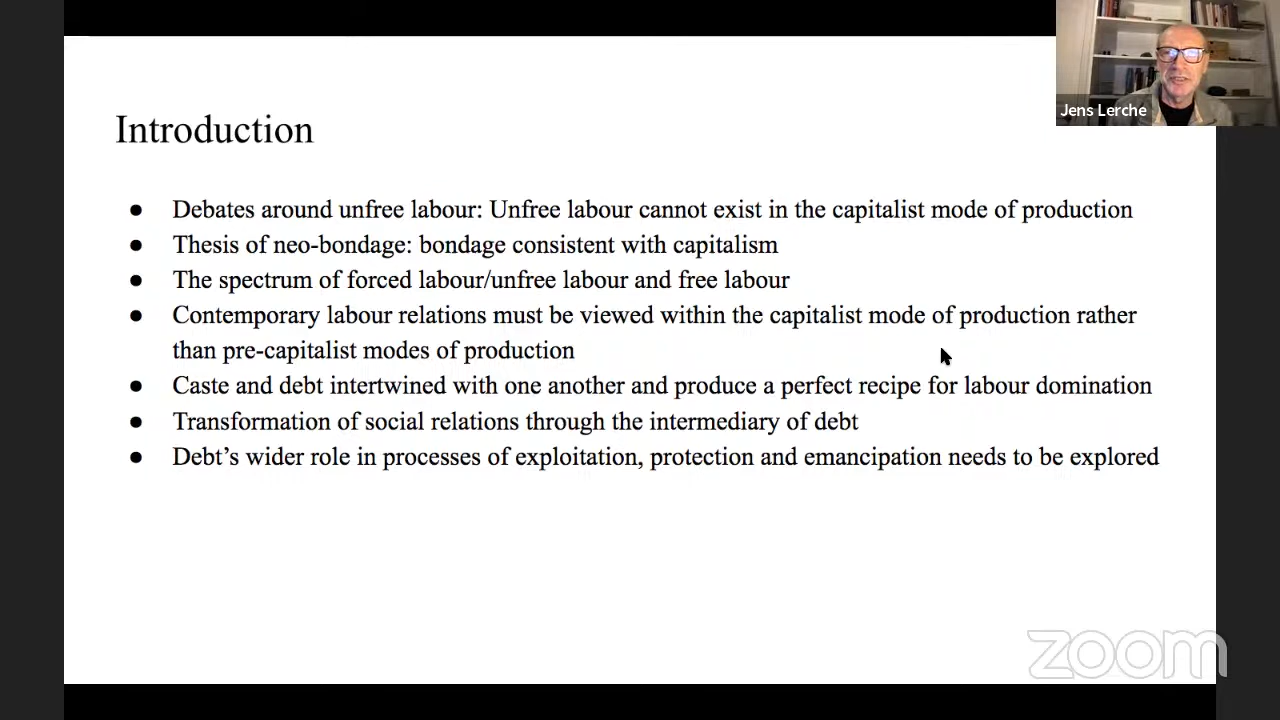 Jens Lerche
Introduction
● Debates around unfree labour: Unfree labour cannot exist in the capitalist mode of production
● Thesis of neo-bondage: bondage consistent with capitalism
● The spectrum of forced labour/unfree labour and free labour
● Contemporary labour relations must be viewed within the capitalist mode of production rather
than pre-capitalist modes of production
● Caste and debt intertwined with one another and produce a perfect recipe for labour domination
● Transformation of social relations through the intermediary of debt
● Debt’s wider role in processes of exploitation, protection and emancipation needs to be explored
zoom